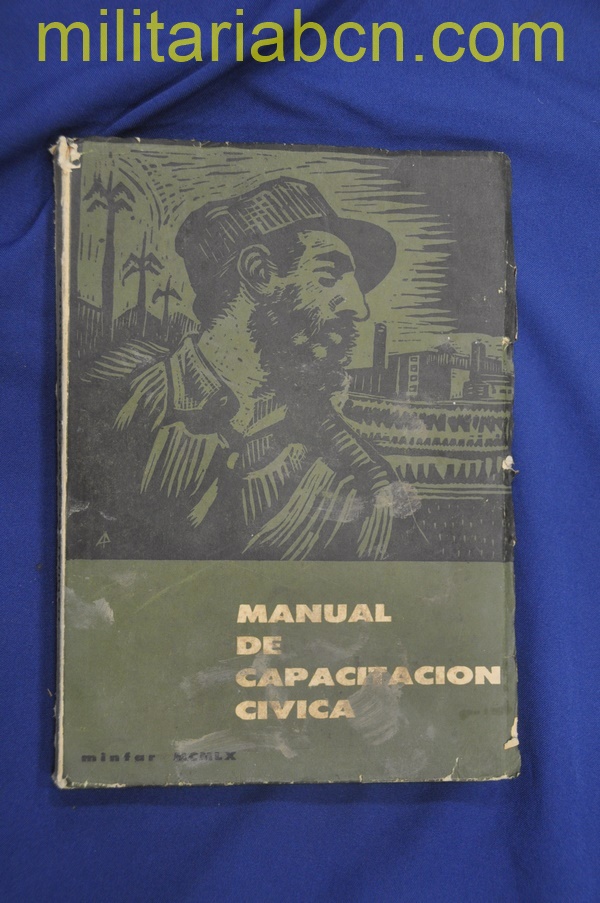 militariabcn.com
MANUAL
DE
CAPACITACION
CIVICA
minfar MCMLX